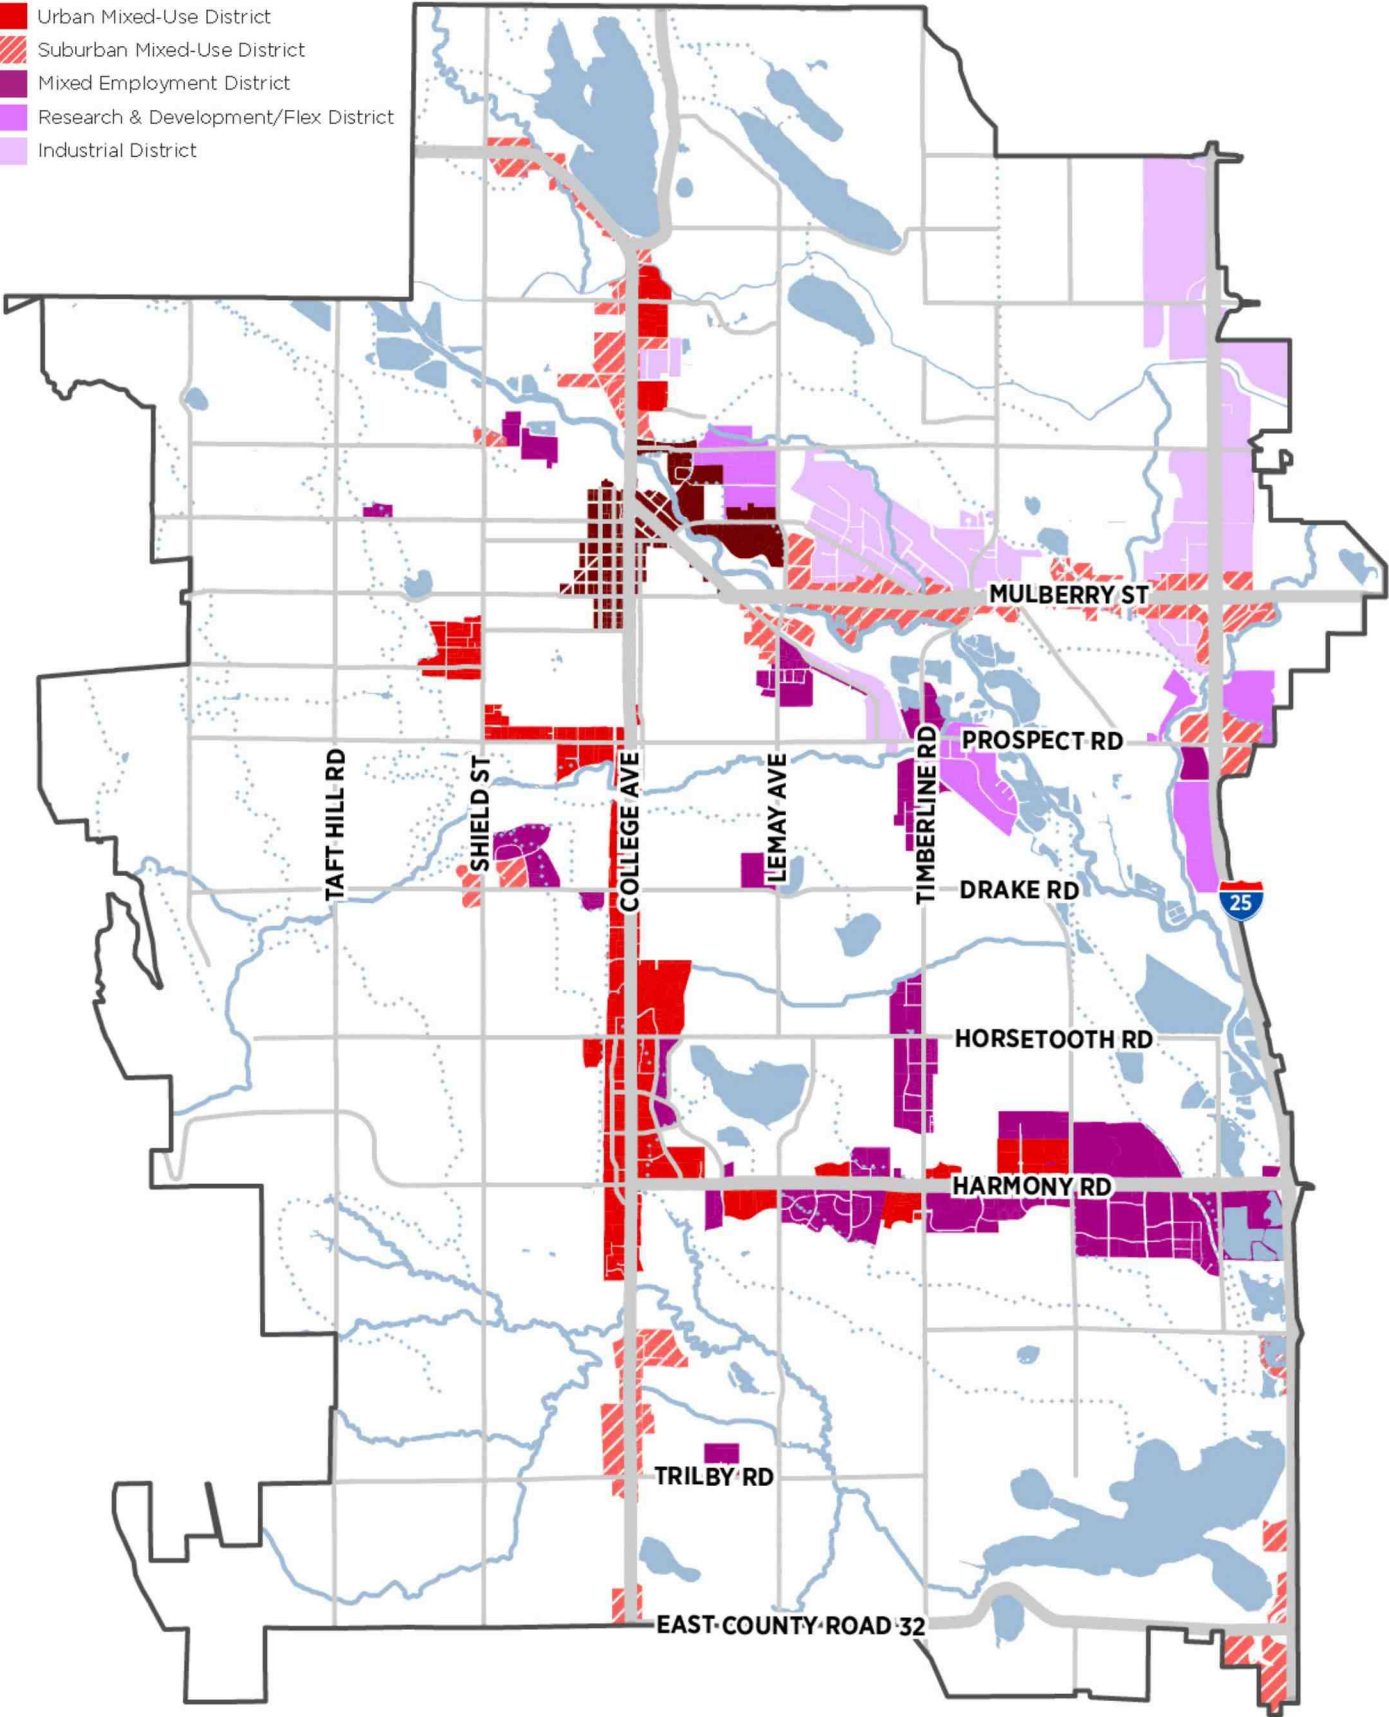 Urban Mixed-Use District
Suburban Mixed-Use District
Mixed Employment District
Research & Development/Flex District
Industrial District
MULBERRY ST
PROSPECT RD
TAFT HILL RD
SHIELD ST
COLLEGE AVE
LEMAY AVE
TIMBERLINE RD
DRAKE RD
25
HORSETOOTH RD
HARMONY RD
TRILBY RD
EAST COUNTY ROAD 32